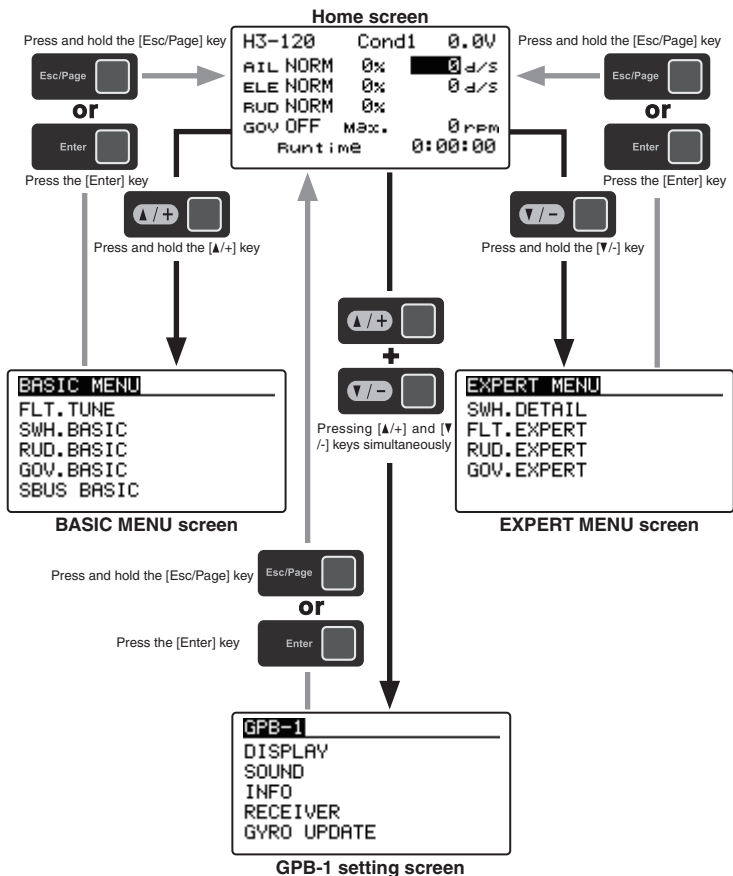 Home screen
Press and hold the [Esc/Page] key
Esc/Page
or
Enter
Press the [Enter] key
H3-120 Cond1 0.0V
AIL NORM 0% 0 d/s
ELE NORM 0% 0 d/s
RUD NORM 0%
GOV OFF Max. 0 rpm
Runtime 0:00:00
Press and hold the [Esc/Page] key
Esc/Page
or
Enter
Press the [Enter] key
▲/+
Press and hold the [▲/+] key
▼/-
Press and hold the [▼/-] key
▲/+
+
▼/-
Pressing [▲/+] and [▼
/-] keys simultaneously
BASIC MENU
FLT.TUNE
SWH.BASIC
RUD.BASIC
GOV.BASIC
SBUS BASIC
BASIC MENU screen
EXPERT MENU
SWH.DETAIL
FLT.EXPERT
RUD.EXPERT
GOV.EXPERT
EXPERT MENU screen
Press and hold the [Esc/Page] key
Esc/Page
or
Press the [Enter] key
Enter
GPB-1
DISPLAY
SOUND
INFO
RECEIVER
GYRO UPDATE
GPB-1 setting screen